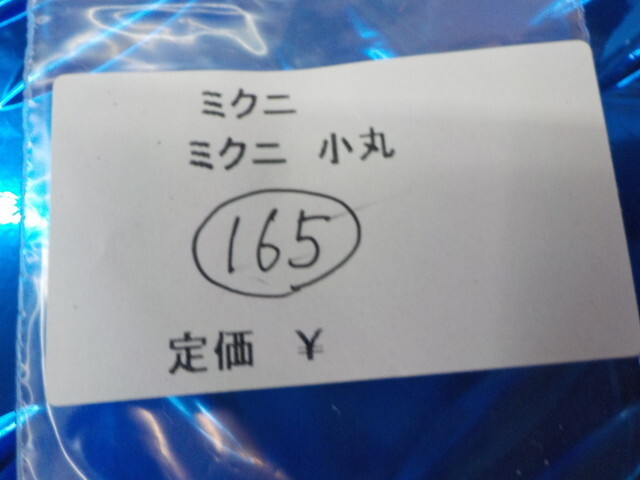 ミクニ
ミクニ 小丸
165
定価 ¥